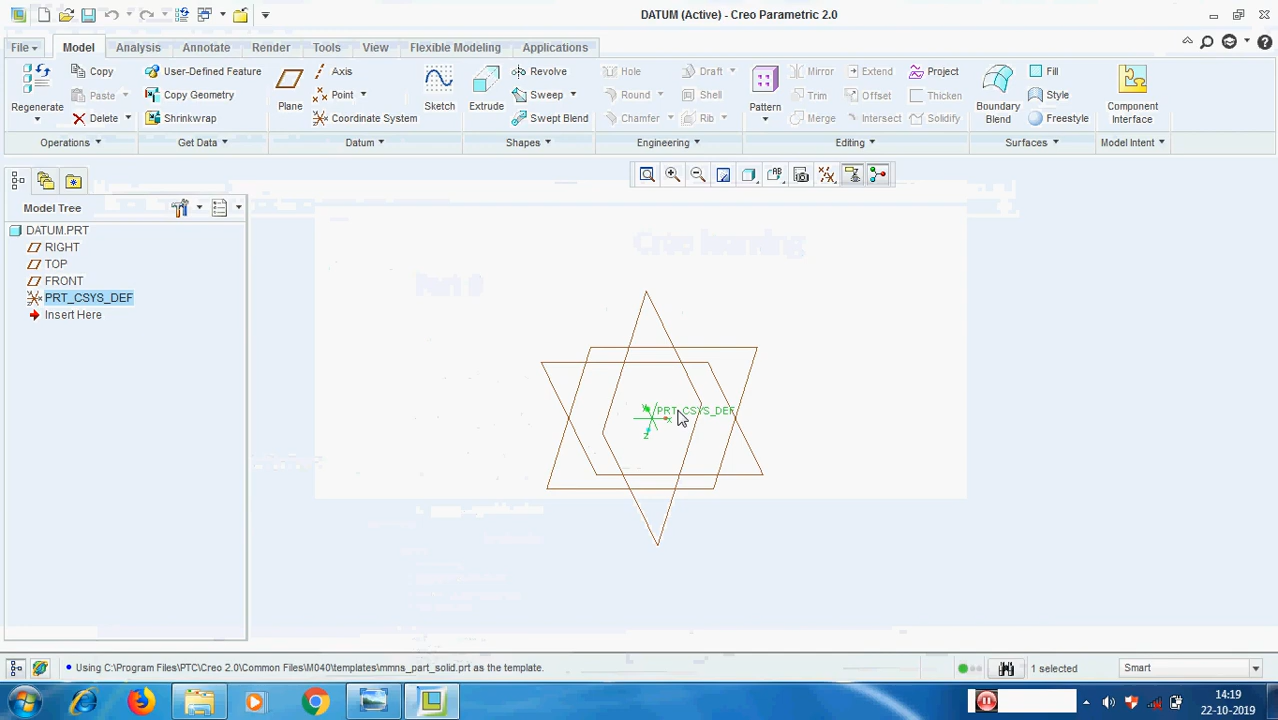 DATUM (Active) - Creo Parametric 2.0
File Model Analysis Annotate Render Tools View Flexible Modeling Applications
Regenerate
Copy
Paste
Delete
User-Defined Feature
Copy Geometry
Shrinkwrap
Plane
Axis
Point
Coordinate System
Sketch
Extrude
Revolve
Sweep
Swept Blend
Hole
Round
Chamfer
Draft
Shell
Rib
Pattern
Mirror
Trim
Merge
Extend
Offset
Intersect
Project
Thicken
Solidify
Boundary
Blend
Fill
Style
Freestyle
Component
Interface
Operations Get Data Datum Shapes Engineering Editing Surfaces Model Intent
Model Tree
DATUM.PRT
RIGHT
TOP
FRONT
PRT_CSYS_DEF
Insert Here
Creo learning
Y
PRT_CSYS_DEF
X
Z
Using C:\Program Files\PTC\Creo 2.0\Common Files\M040\templates\mmns_part_solid.prt as the template.
1 selected
Smart
14:19
22-10-2019